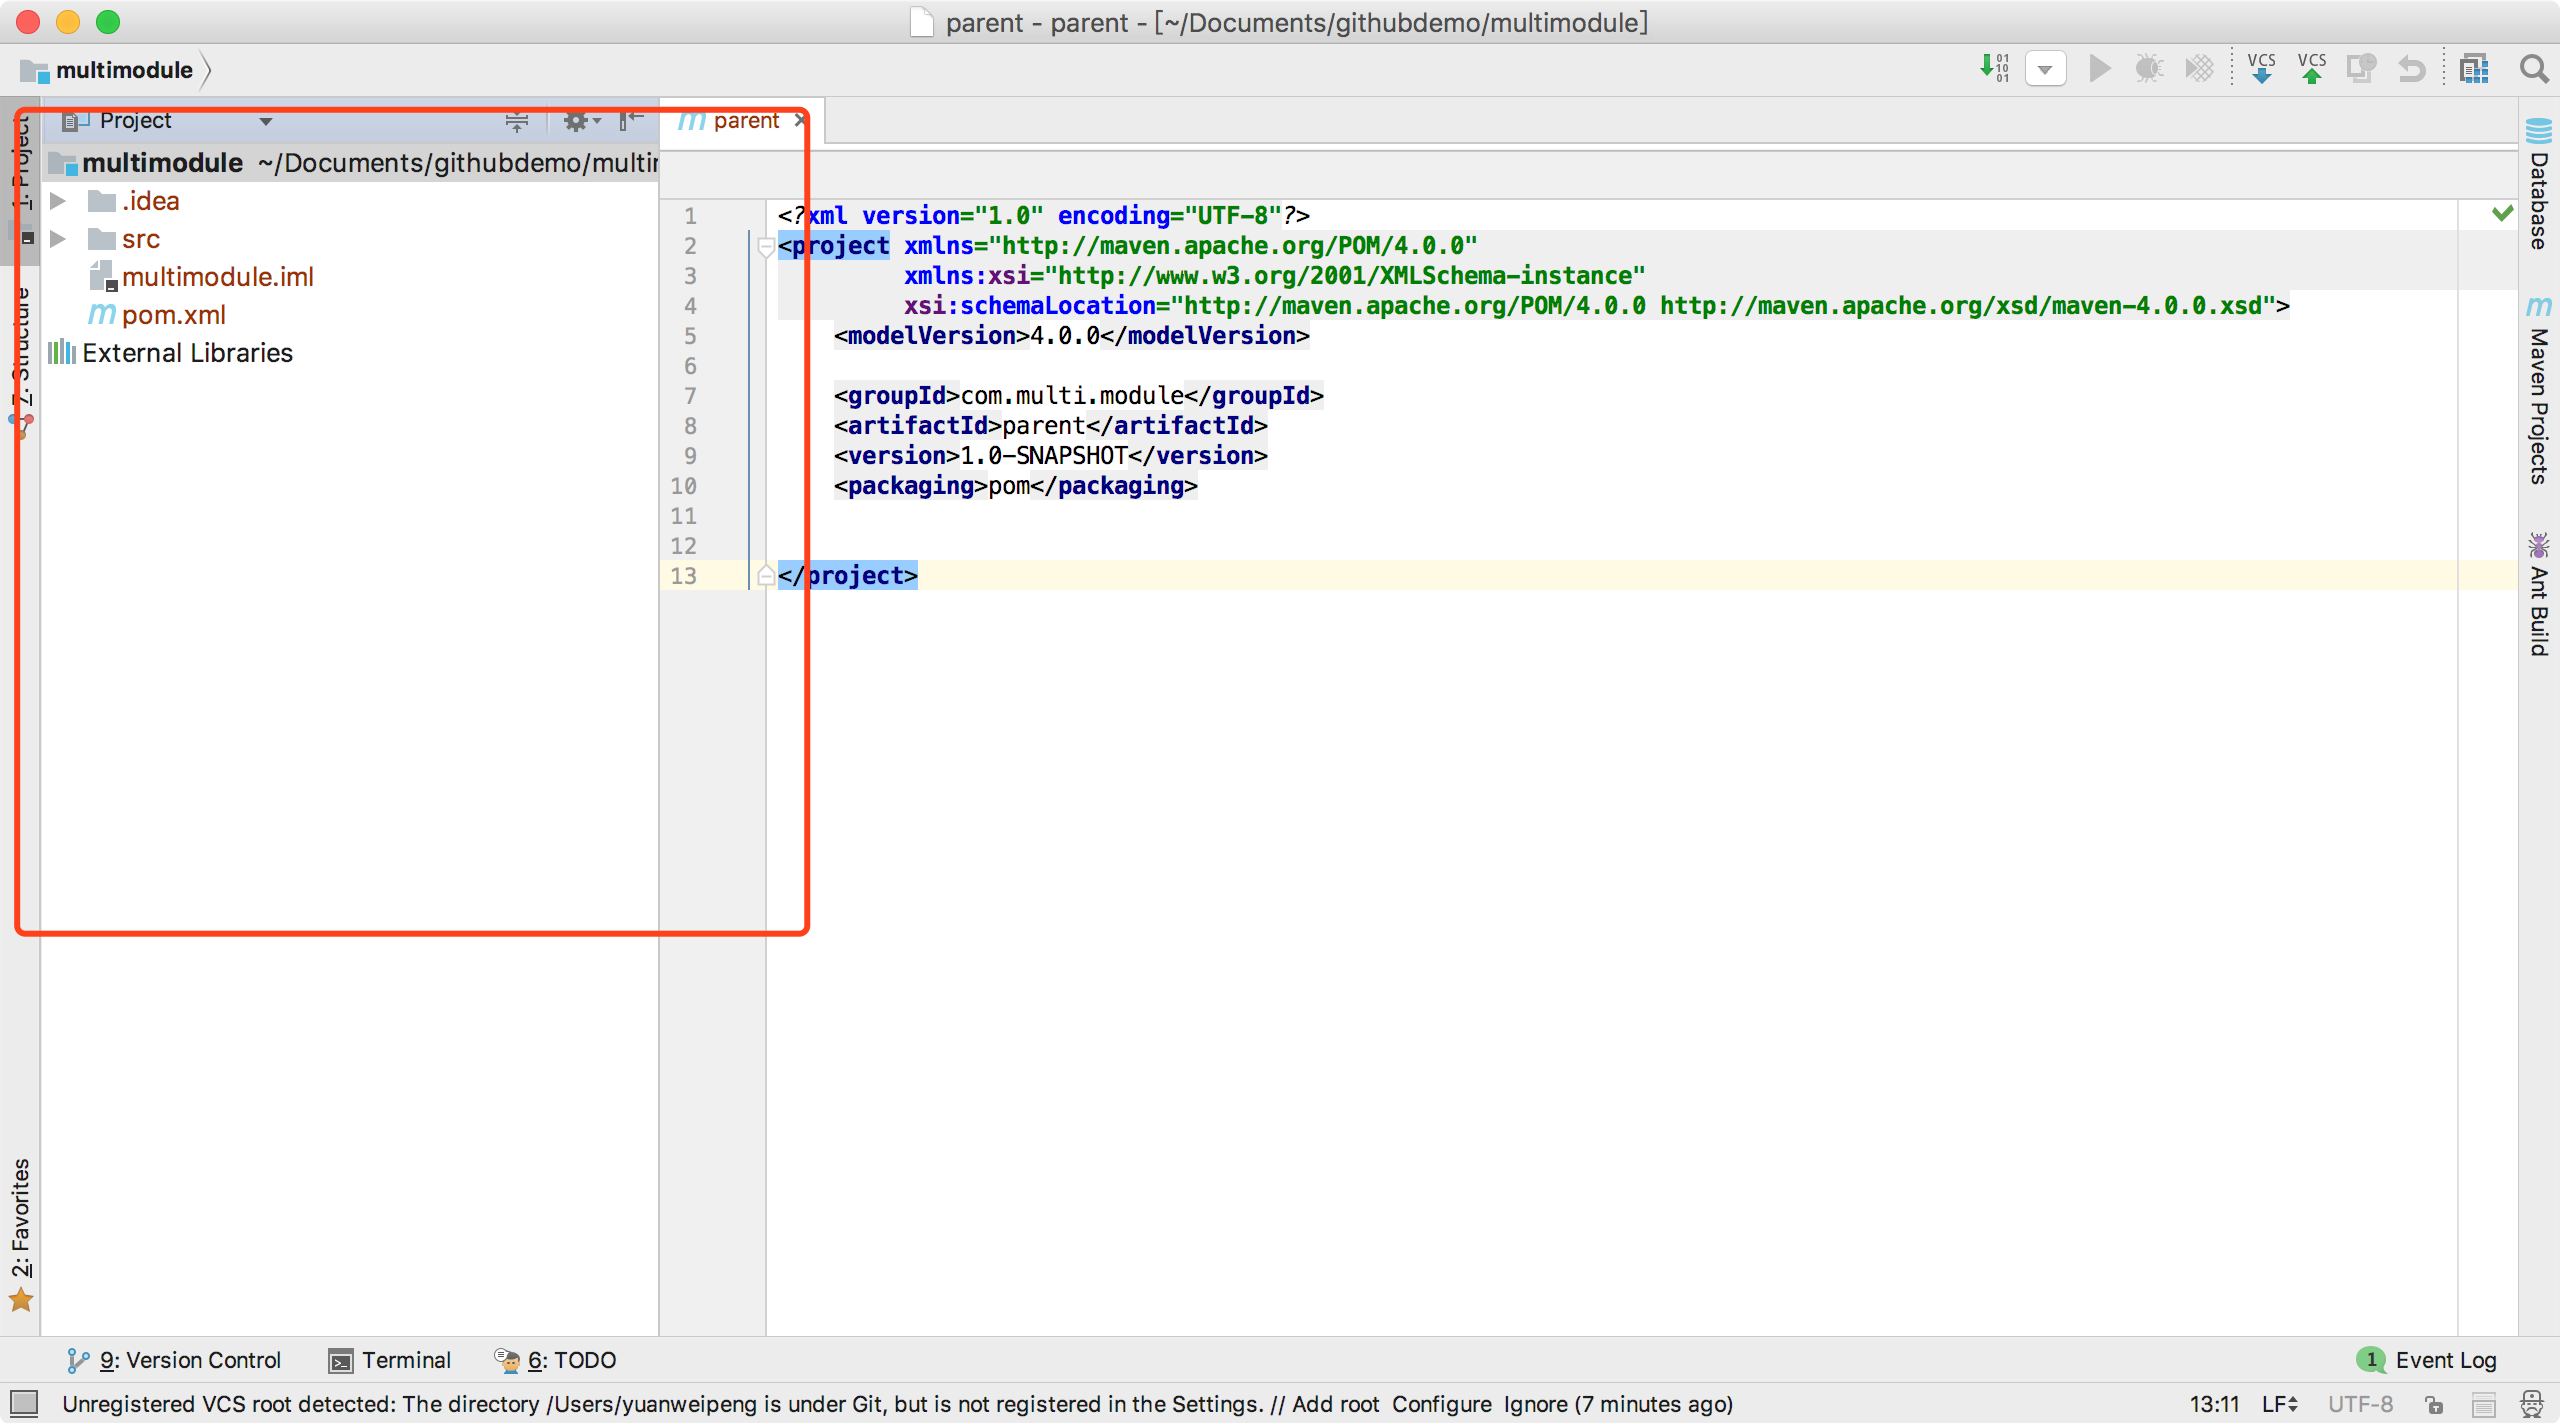 parent - parent - [~/Documents/githubdemo/multimodule]
multimodule
01
10
01
VCS
VCS
1: Project
Project
parent
multimodule ~/Documents/githubdemo/multi
.idea
src
multimodule.iml
pom.xml
External Libraries
7: Structure
1 <?xml version="1.0" encoding="UTF-8"?>
2 <project xmlns="http://maven.apache.org/POM/4.0.0"
3 xmlns:xsi="http://www.w3.org/2001/XMLSchema-instance"
4 xsi:schemaLocation="http://maven.apache.org/POM/4.0.0 http://maven.apache.org/xsd/maven-4.0.0.xsd">
5 <modelVersion>4.0.0</modelVersion>
6
7 <groupId>com.multi.module</groupId>
8 <artifactId>parent</artifactId>
9 <version>1.0-SNAPSHOT</version>
10 <packaging>pom</packaging>
11
12
13 </project>
Database
m Maven Projects
Ant Build
2: Favorites
9: Version Control
Terminal
6: TODO
1 Event Log
Unregistered VCS root detected: The directory /Users/yuanweipeng is under Git, but is not registered in the Settings. // Add root Configure Ignore (7 minutes ago)
13:11 LF UTF-8